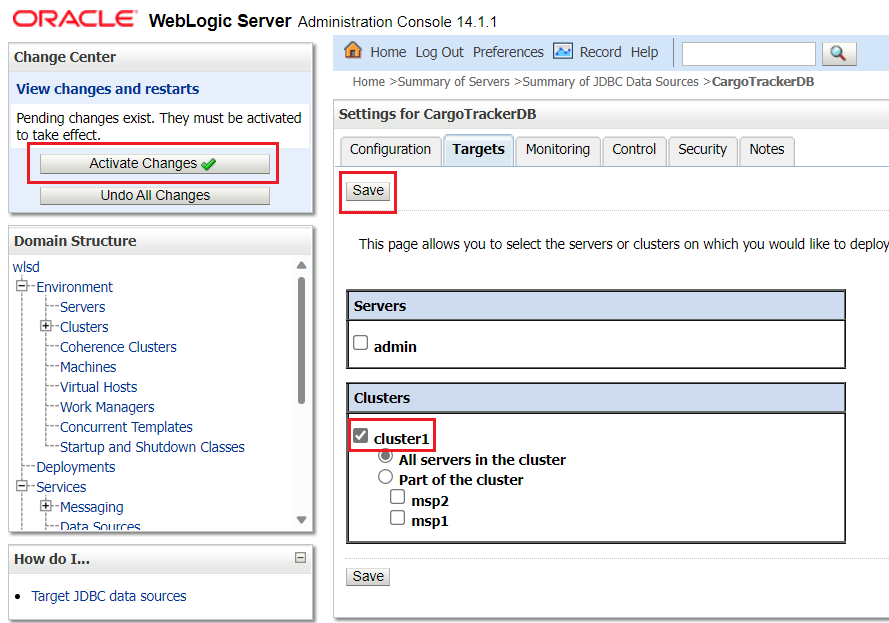 ORACLE WebLogic Server Administration Console 14.1.1
Change Center
View changes and restarts
Pending changes exist. They must be activated
to take effect.
Activate Changes
Undo All Changes
Domain Structure
wlsd
Environment
Servers
Clusters
Coherence Clusters
Machines
Virtual Hosts
Work Managers
Concurrent Templates
Startup and Shutdown Classes
Deployments
Services
Messaging
Data Sources
How do I...
Target JDBC data sources
Home Log Out Preferences Record Help
Home >Summary of Servers >Summary of JDBC Data Sources >CargoTrackerDB
Settings for CargoTrackerDB
Configuration Targets Monitoring Control Security Notes
Save
This page allows you to select the servers or clusters on which you would like to deploy
Servers
admin
Clusters
cluster1
All servers in the cluster
Part of the cluster
msp2
msp1
Save